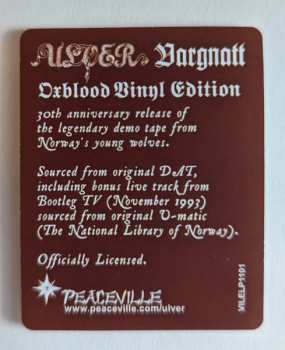 ULVER Vargnatt
Oxblood Vinyl Edition
30th anniversary release of
the legendary demo tape from
Norway's young wolves.
Sourced from original DAT,
including bonus live track from
Bootleg TV (November 1993)
sourced from original U-matic
(The National Library of Norway).
Officially Licensed.
PEACEVILLE
www.peaceville.com/ulver
VILELP1101